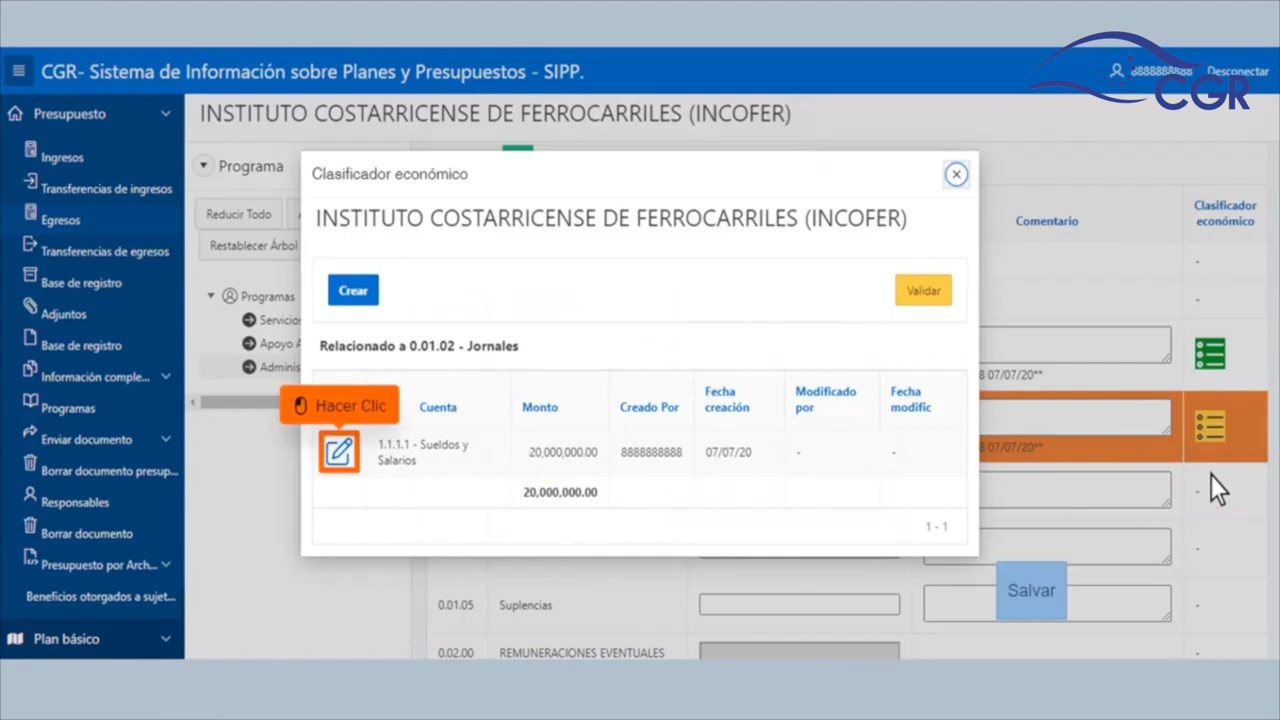 CGR- Sistema de Información sobre Planes y Presupuestos - SIPP.
Desconectar
CGR
Presupuesto
Ingresos
Transferencias de ingresos
Egresos
Transferencias de egresos
Base de registro
Adjuntos
Base de registro
Información comple...
Programas
Enviar documento
Borrar documento presup...
Responsables
Borrar documento
Presupuesto por Arch...
Beneficios otorgados a sujet...
Plan básico
INSTITUTO COSTARRICENSE DE FERROCARRILES (INCOFER)
Programa
Reducir Todo
Restablecer Árbol
Programas
Servicios
Apoyo A
Adminis
Clasificador económico
INSTITUTO COSTARRICENSE DE FERROCARRILES (INCOFER)
Crear
Validar
Relacionado a 0.01.02 - Jornales
Hacer Clic
Cuenta
Monto
Creado Por
Fecha
creación
Modificado
por
Fecha
modific
1.1.1.1 - Sueldos y
Salarios
20,000,000.00
8888888888
07/07/20
-
-
20,000,000.00
1 - 1
Comentario
Clasificador
económico
-
-
8 07/07/20**
8 07/07/20**
-
-
Salvar
0.01.05
Suplencias
-
0.02.00
REMUNERACIONES EVENTUALES
-